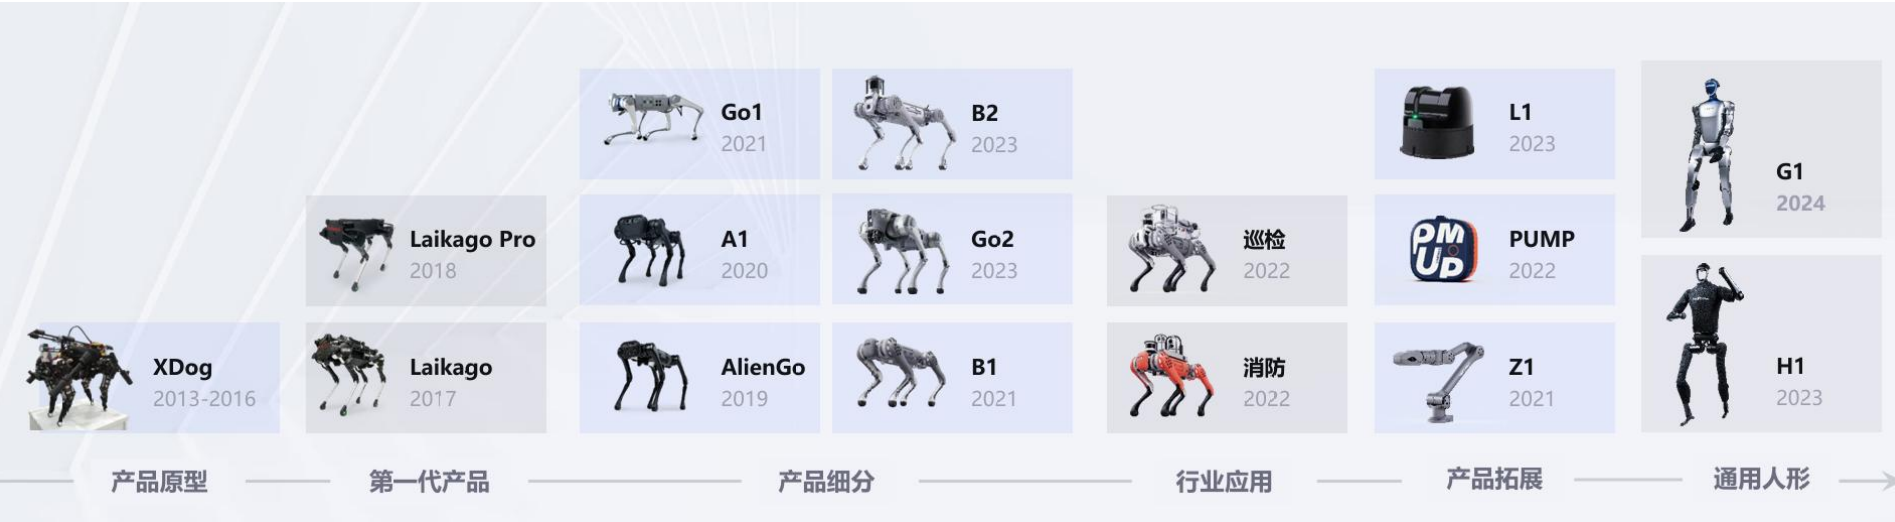 XDog
2013-2016
产品原型
Laikago Pro
2018
Laikago
2017
第一代产品
Go1
2021
A1
2020
AlienGo
2019
B2
2023
Go2
2023
B1
2021
产品细分
巡检
2022
消防
2022
行业应用
L1
2023
PM
UP
PUMP
2022
Z1
2021
产品拓展
G1
2024
H1
2023
通用人形